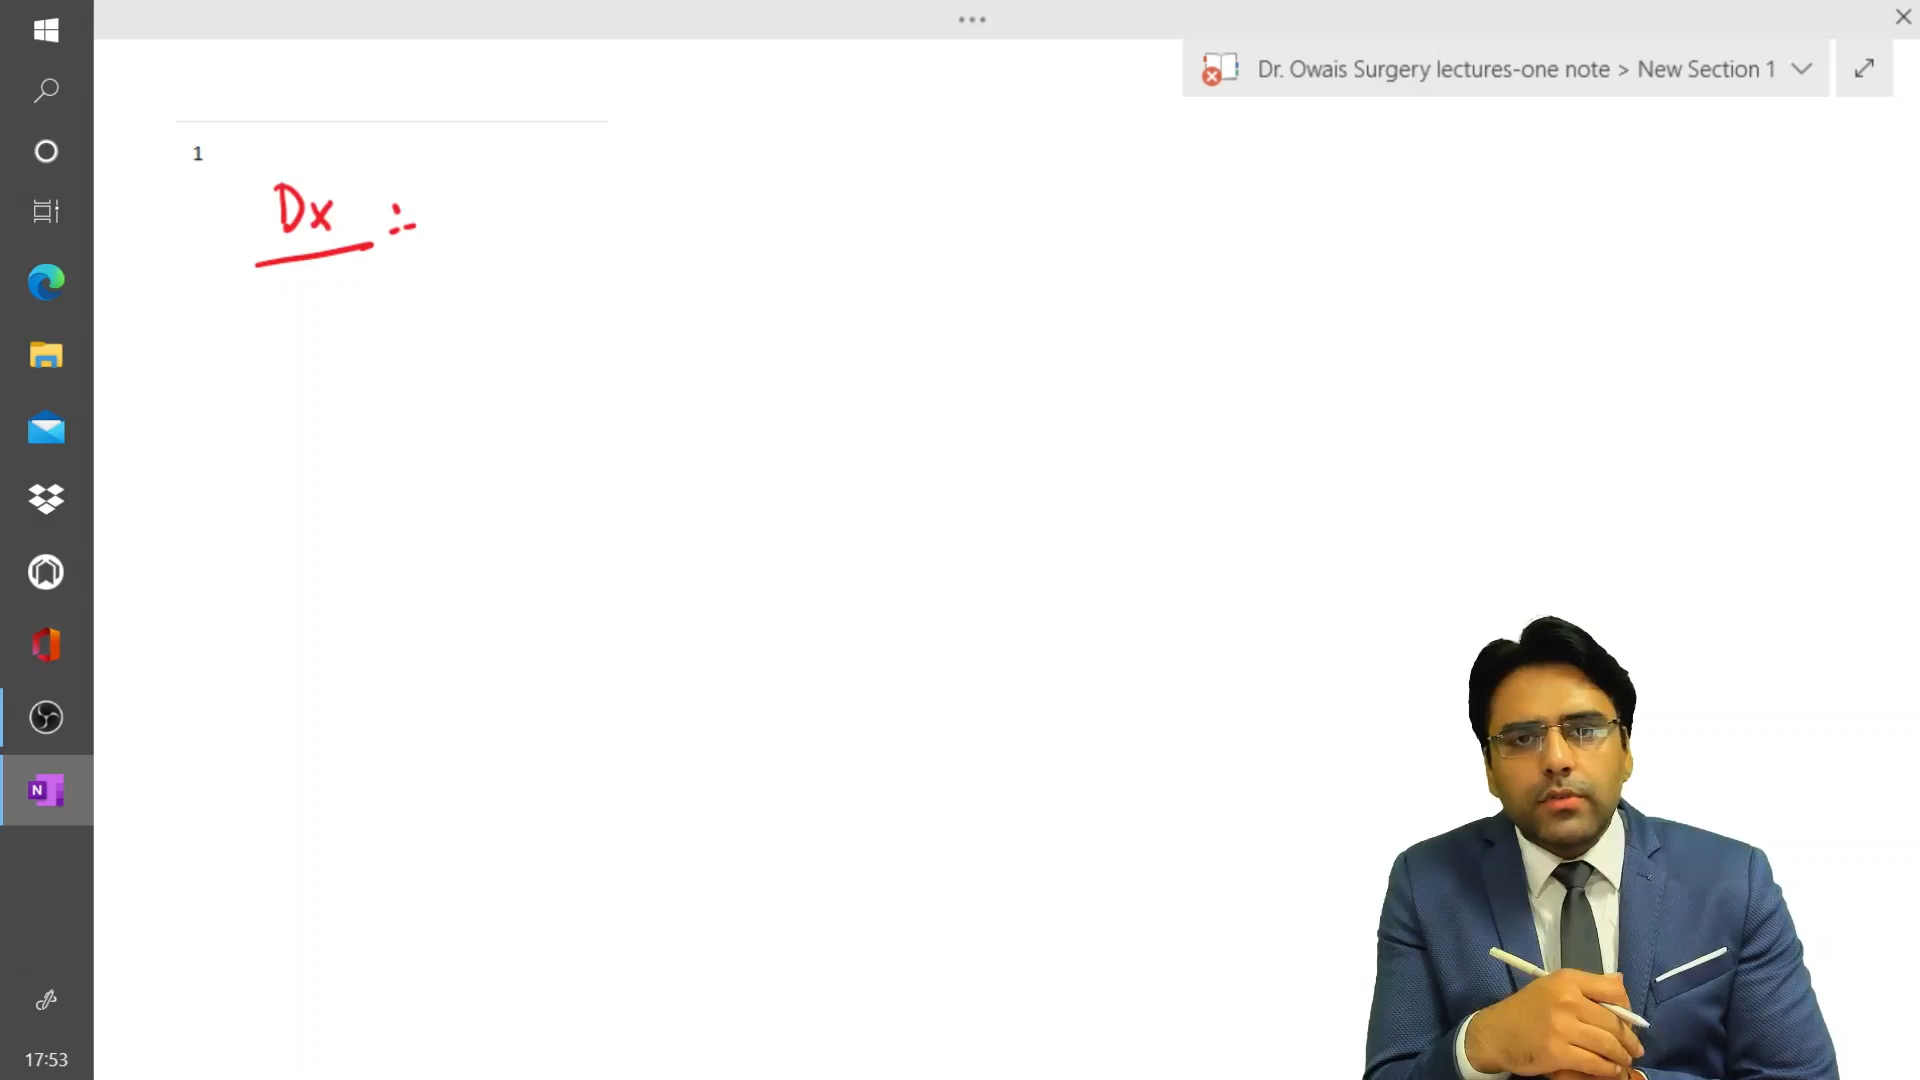 Dr. Owais Surgery lectures-one note > New Section 1
1
Dx :-
N
17:53